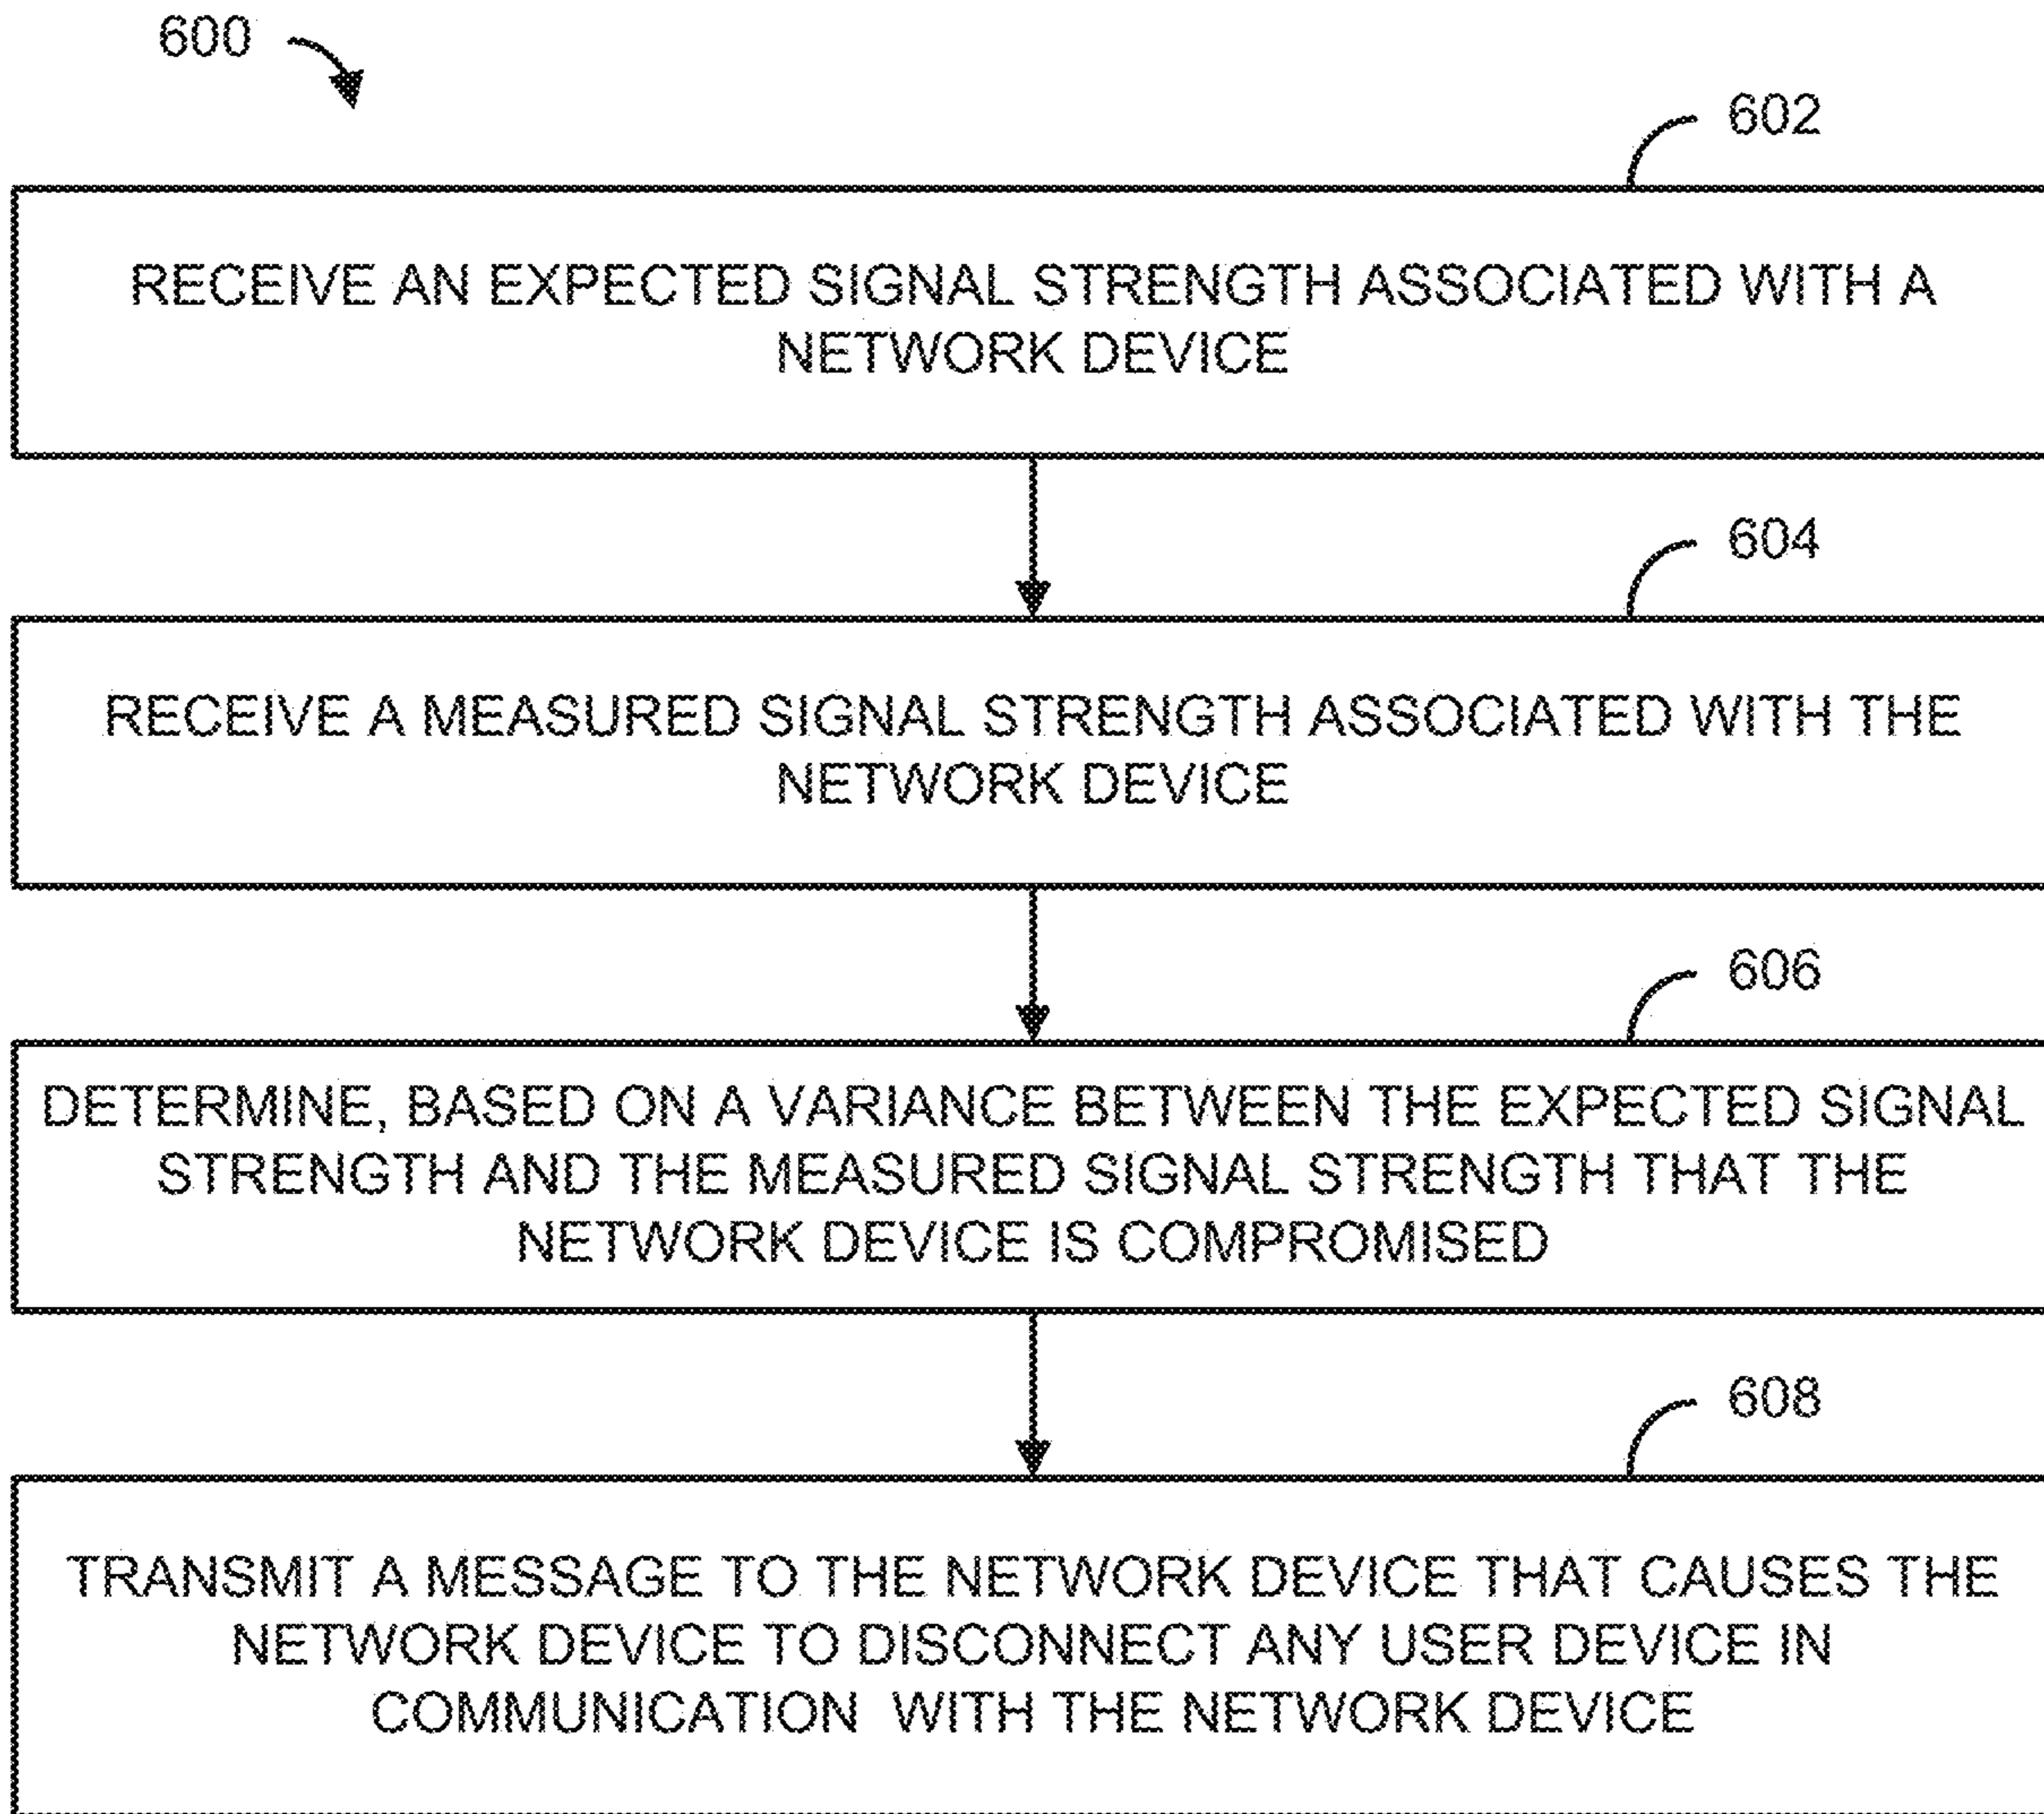 600
602
RECEIVE AN EXPECTED SIGNAL STRENGTH ASSOCIATED WITH A
NETWORK DEVICE
604
RECEIVE A MEASURED SIGNAL STRENGTH ASSOCIATED WITH THE
NETWORK DEVICE
606
DETERMINE, BASED ON A VARIANCE BETWEEN THE EXPECTED SIGNAL
STRENGTH AND THE MEASURED SIGNAL STRENGTH THAT THE
NETWORK DEVICE IS COMPROMISED
608
TRANSMIT A MESSAGE TO THE NETWORK DEVICE THAT CAUSES THE
NETWORK DEVICE TO DISCONNECT ANY USER DEVICE IN
COMMUNICATION WITH THE NETWORK DEVICE